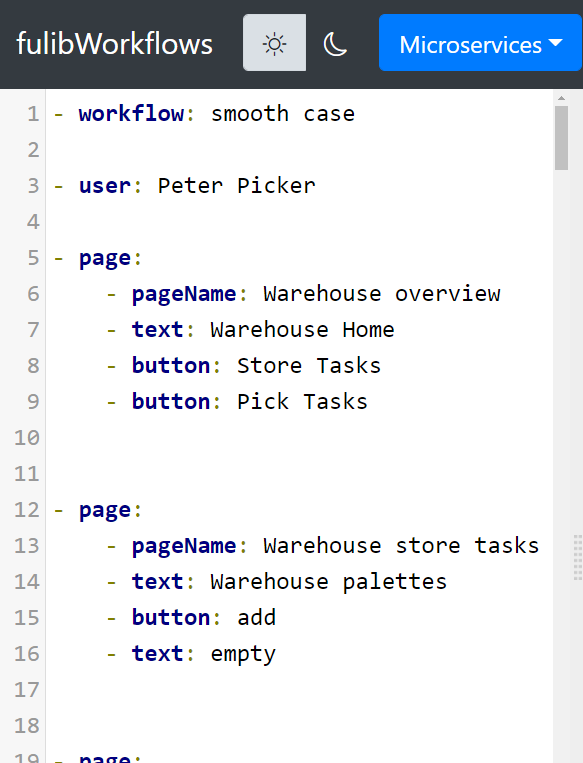 fulibWorkflows Microservices
1 - workflow: smooth case
2
3 - user: Peter Picker
4
5 - page:
6 - pageName: Warehouse overview
7 - text: Warehouse Home
8 - button: Store Tasks
9 - button: Pick Tasks
10
11
12 - page:
13 - pageName: Warehouse store tasks
14 - text: Warehouse palettes
15 - button: add
16 - text: empty
17
18
19 - page: